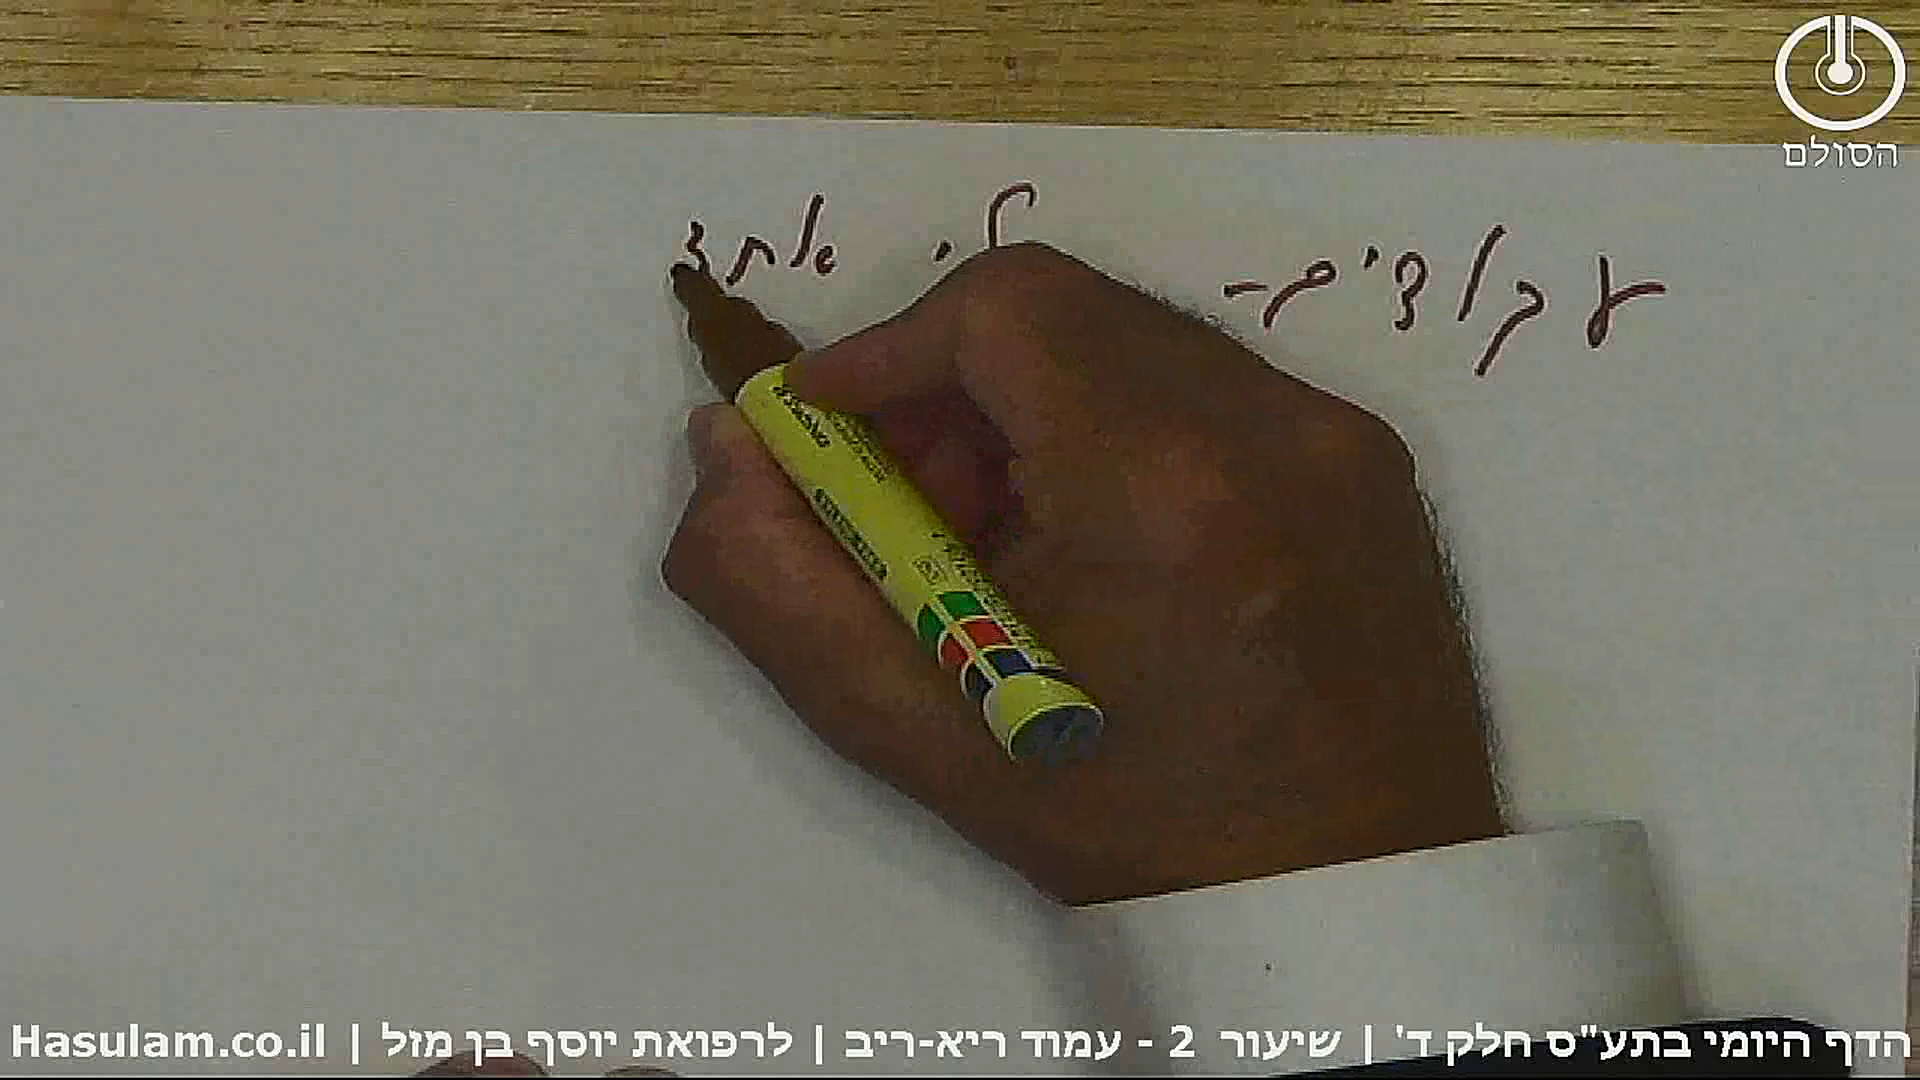 הסולם
עקודים-
הדף היומי בתע"ס חלק ד' | שיעור 2 - עמוד ריא-ריב | לרפואת יוסף בן מזל | Hasulam.co.il